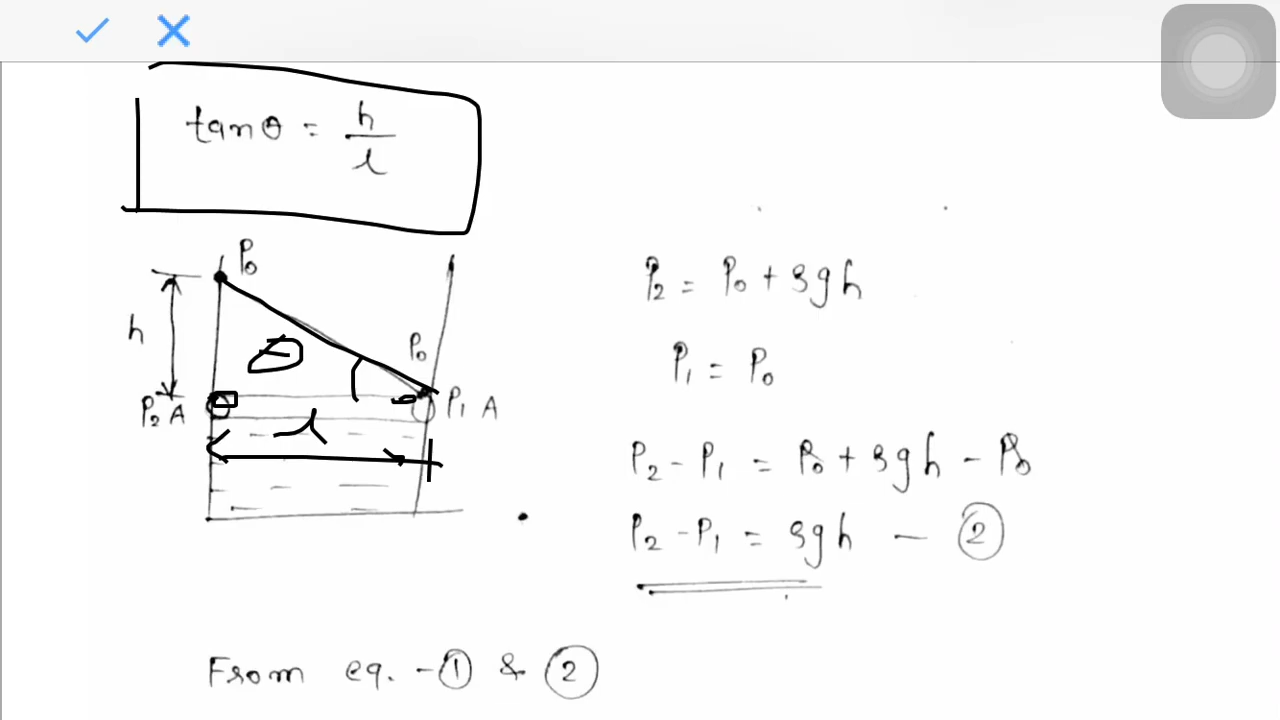 tanθ = h/l
P₀
h
θ
P₀
P₂ A
P₁ A
l
P₂ = P₀ + ρgh
P₁ = P₀
P₂ - P₁ = P₀ + ρgh - P₀
P₂ - P₁ = ρgh — ②
From eq. - ① & ②